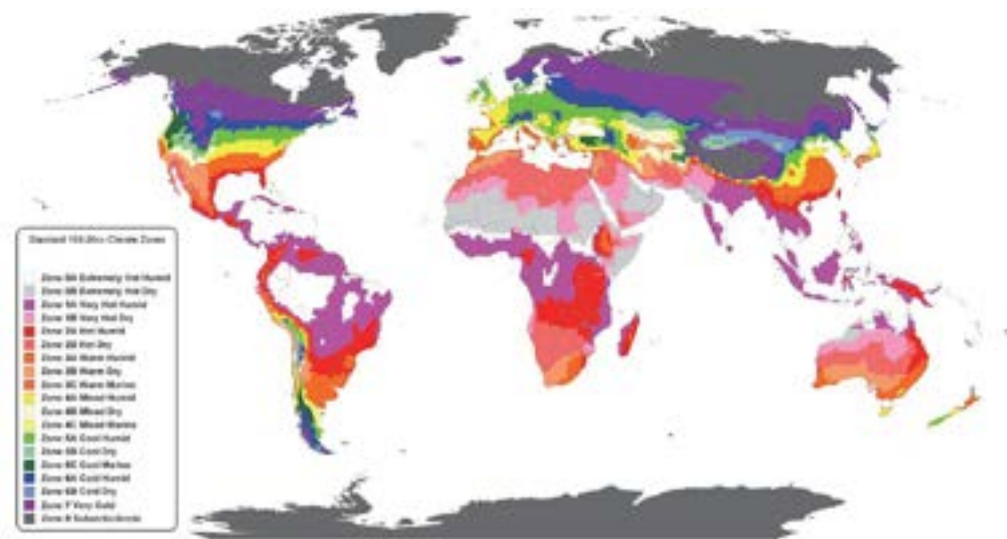 Standard 169-2013 Climate Zones
Zone 0A Extremely Hot Humid
Zone 0B Extremely Hot Dry
Zone 1A Very Hot Humid
Zone 1B Very Hot Dry
Zone 2A Hot Humid
Zone 2B Hot Dry
Zone 3A Warm Humid
Zone 3B Warm Dry
Zone 3C Warm Marine
Zone 4A Mixed Humid
Zone 4B Mixed Dry
Zone 4C Mixed Marine
Zone 5A Cool Humid
Zone 5B Cool Dry
Zone 5C Cool Marine
Zone 6A Cold Humid
Zone 6B Cold Dry
Zone 7 Very Cold
Zone 8 Subarctic/Arctic